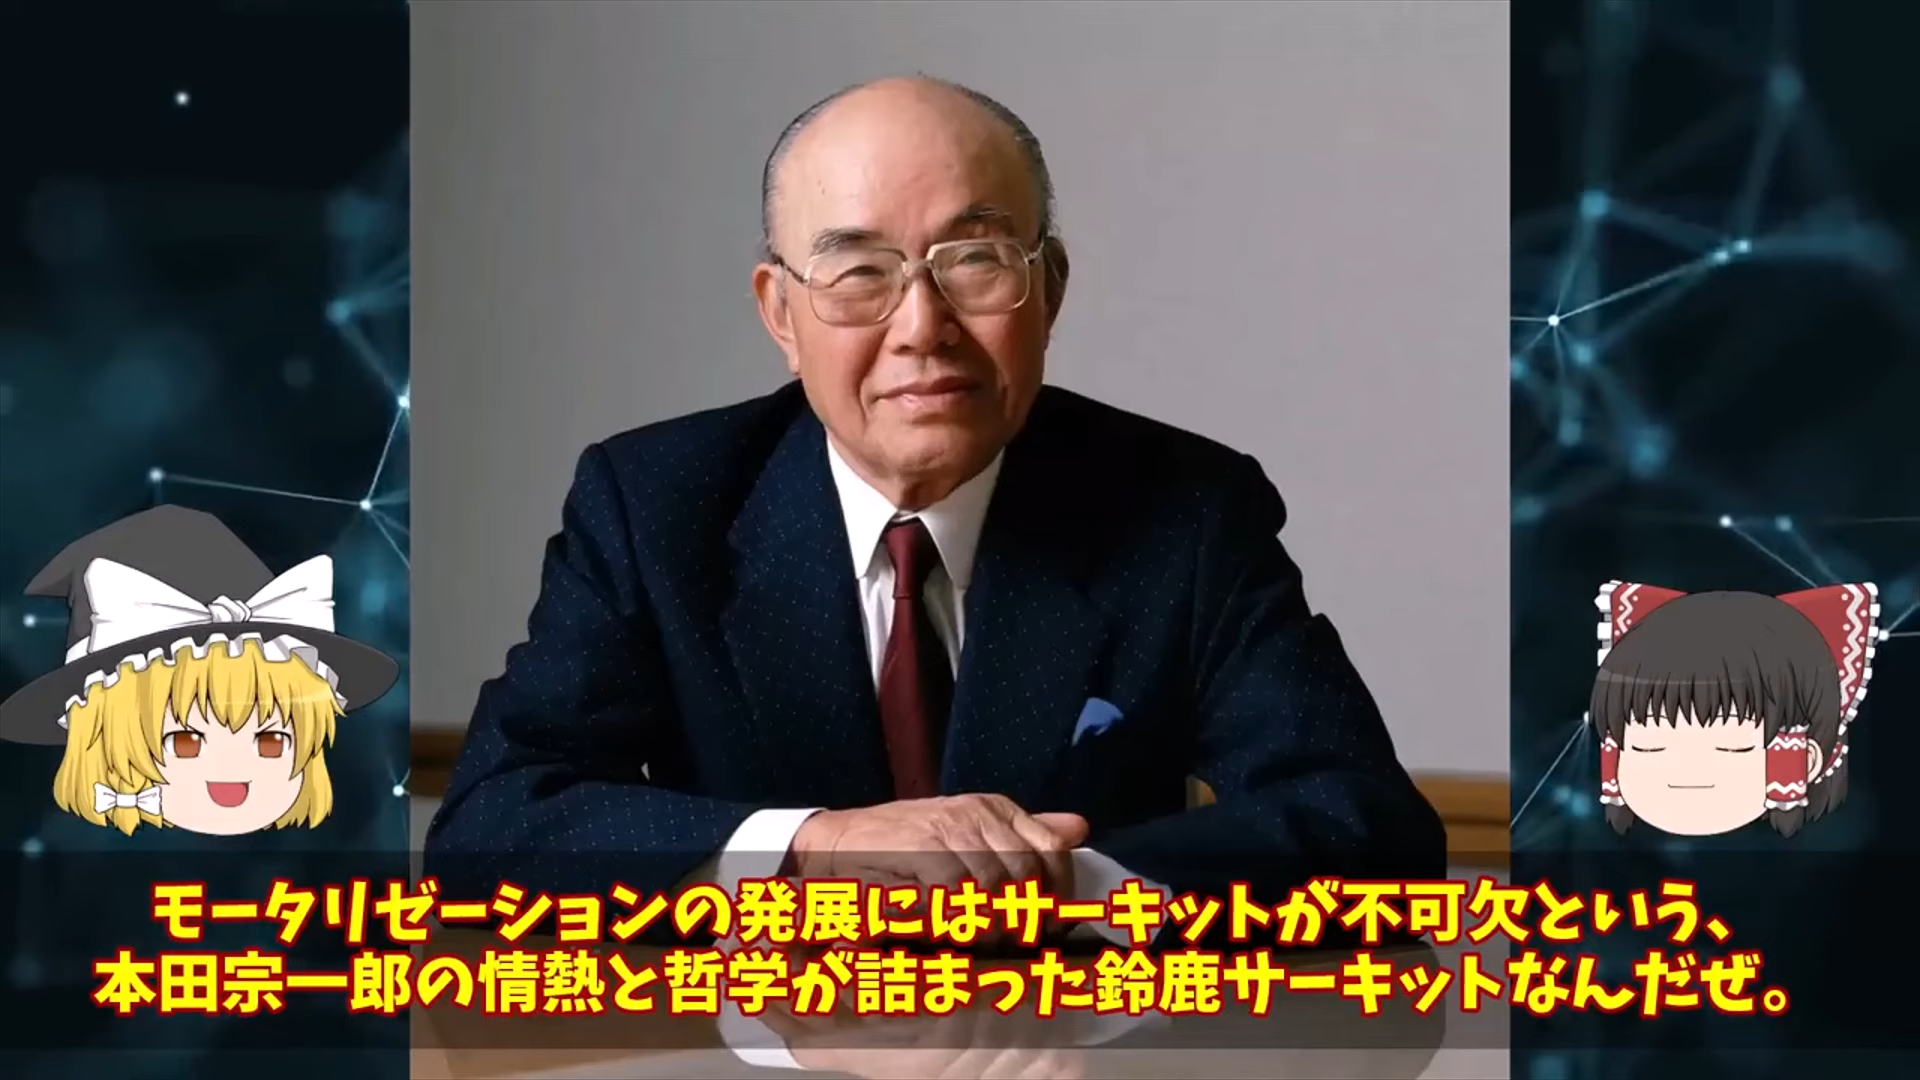 モータリゼーションの発展にはサーキットが不可欠という、
本田宗一郎の情熱と哲学が詰まった鈴鹿サーキットなんだぜ。